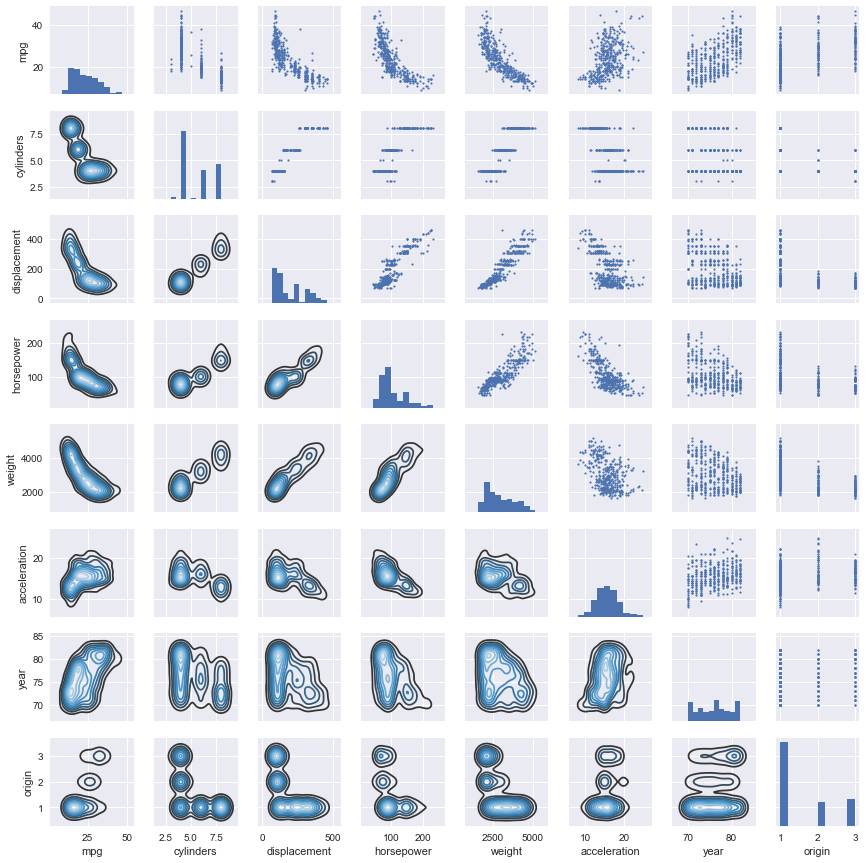 mpg
40
20
cylinders
7.5
5.0
2.5
displacement
400
200
0
horsepower
200
100
weight
4000
2000
acceleration
20
10
year
85
80
75
70
origin
3
2
1
25 50 2.5 5.0 7.5 0 500 100 200 2500 5000 10 20 70 80 1 2 3
mpg cylinders displacement horsepower weight acceleration year origin